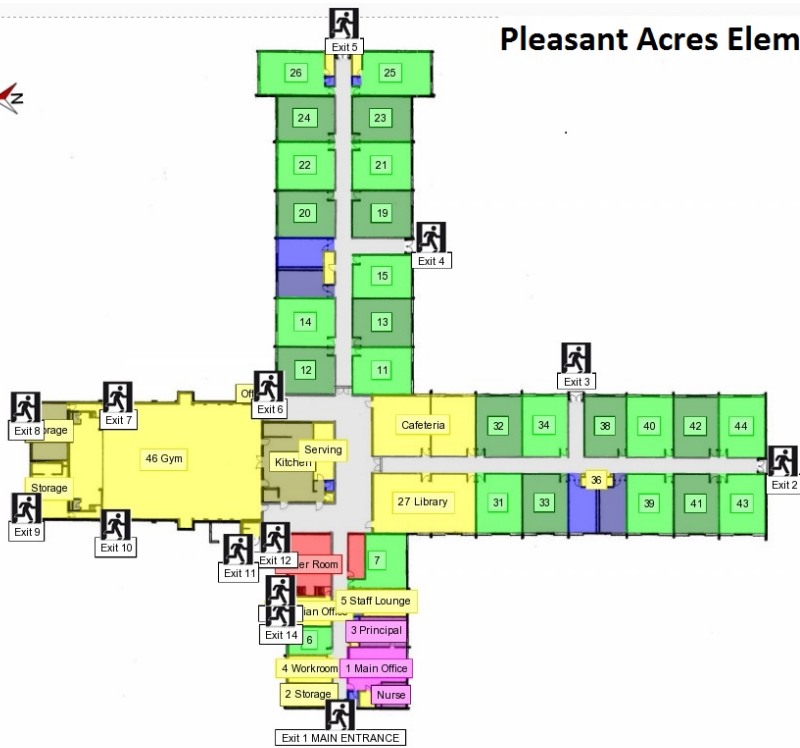 Pleasant Acres Elem
Exit 5
26
25
N
24
23
22
21
20
19
Exit 4
15
14
13
12
11
Exit 3
Exit 6
Exit 7
Exit 8
Cafeteria
32
34
38
40
42
44
46 Gym
Serving
Kitchen
Exit 2
Storage
27 Library
31
33
36
39
41
43
Exit 9
Exit 10
Exit 11
Exit 12
7
5 Staff Lounge
Exit 14
6
3 Principal
4 Workroom
1 Main Office
2 Storage
Nurse
Exit 1 MAIN ENTRANCE